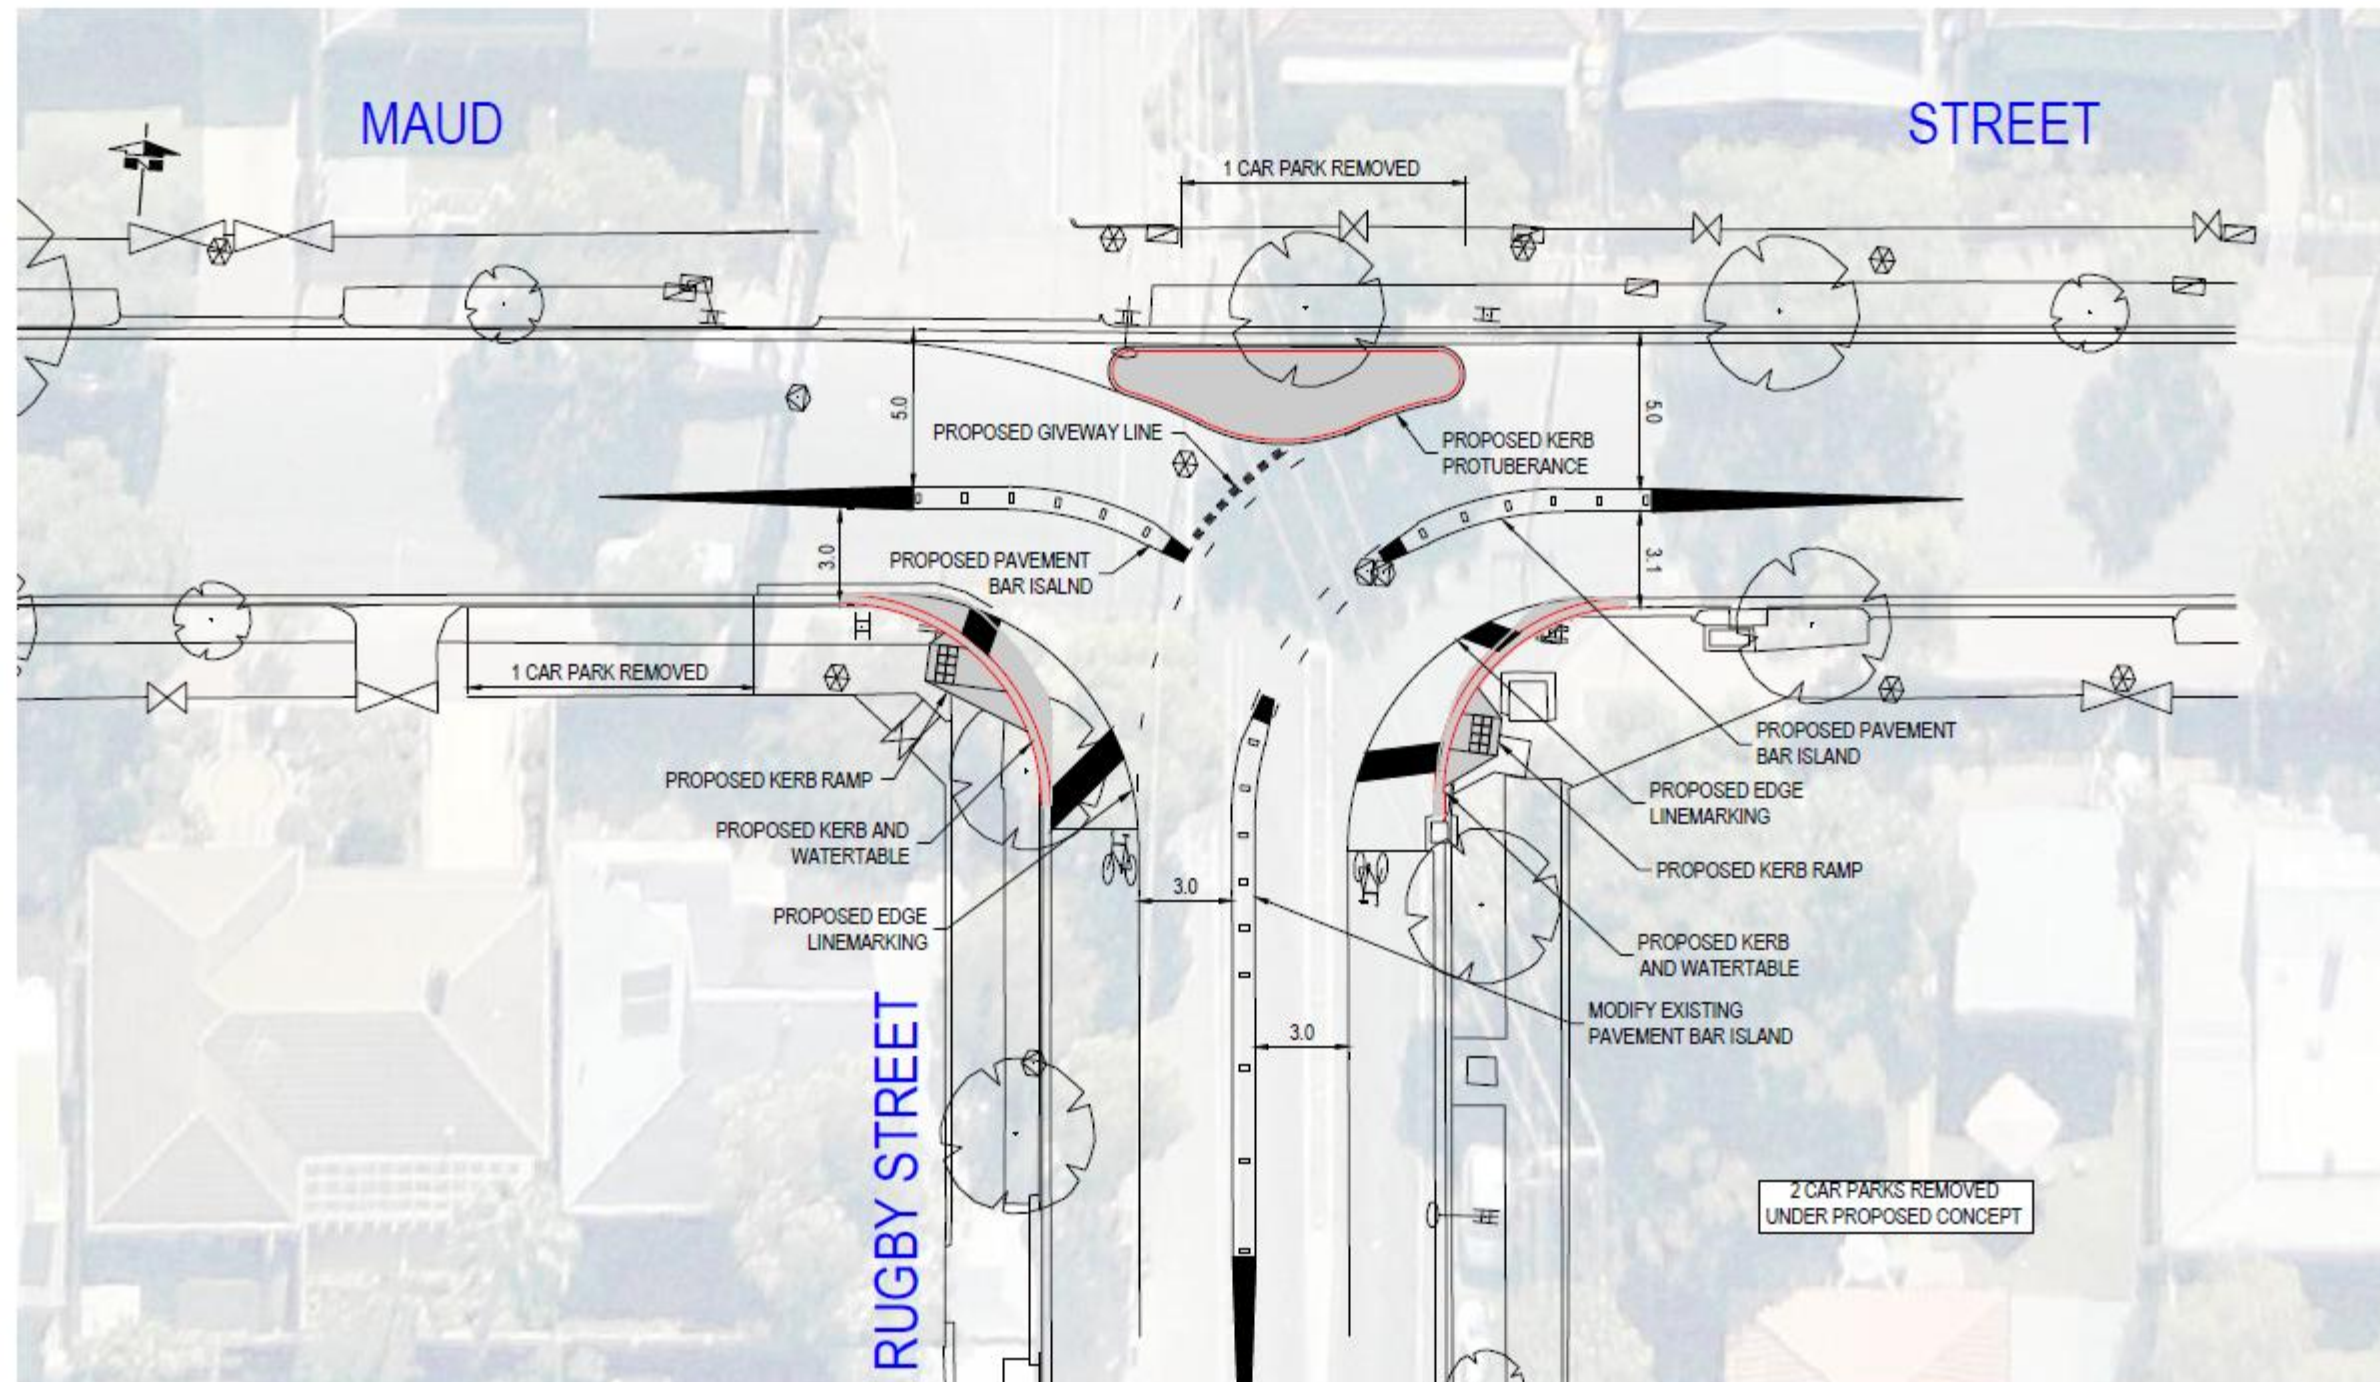 MAUD
STREET
1 CAR PARK REMOVED
5.0
5.0
PROPOSED GIVEWAY LINE
PROPOSED KERB
PROTUBERANCE
3.0
3.1
PROPOSED PAVEMENT
BAR ISALND
1 CAR PARK REMOVED
PROPOSED PAVEMENT
BAR ISLAND
PROPOSED KERB RAMP
PROPOSED EDGE
LINEMARKING
PROPOSED KERB AND
WATERTABLE
PROPOSED KERB RAMP
3.0
PROPOSED EDGE
LINEMARKING
PROPOSED KERB
AND WATERTABLE
MODIFY EXISTING
PAVEMENT BAR ISLAND
3.0
RUGBY STREET
2 CAR PARKS REMOVED
UNDER PROPOSED CONCEPT